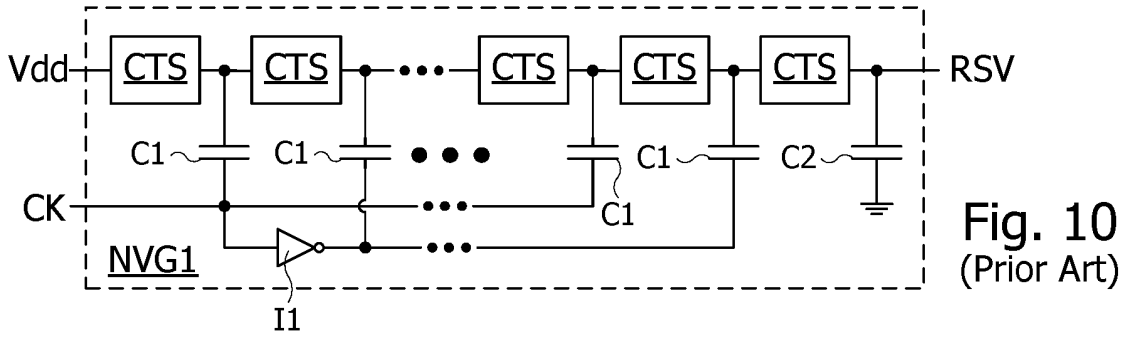 Vdd CTS CTS CTS CTS CTS RSV
C1 C1 C1 C2
CK C1
NVG1
I1
Fig. 10
(Prior Art)